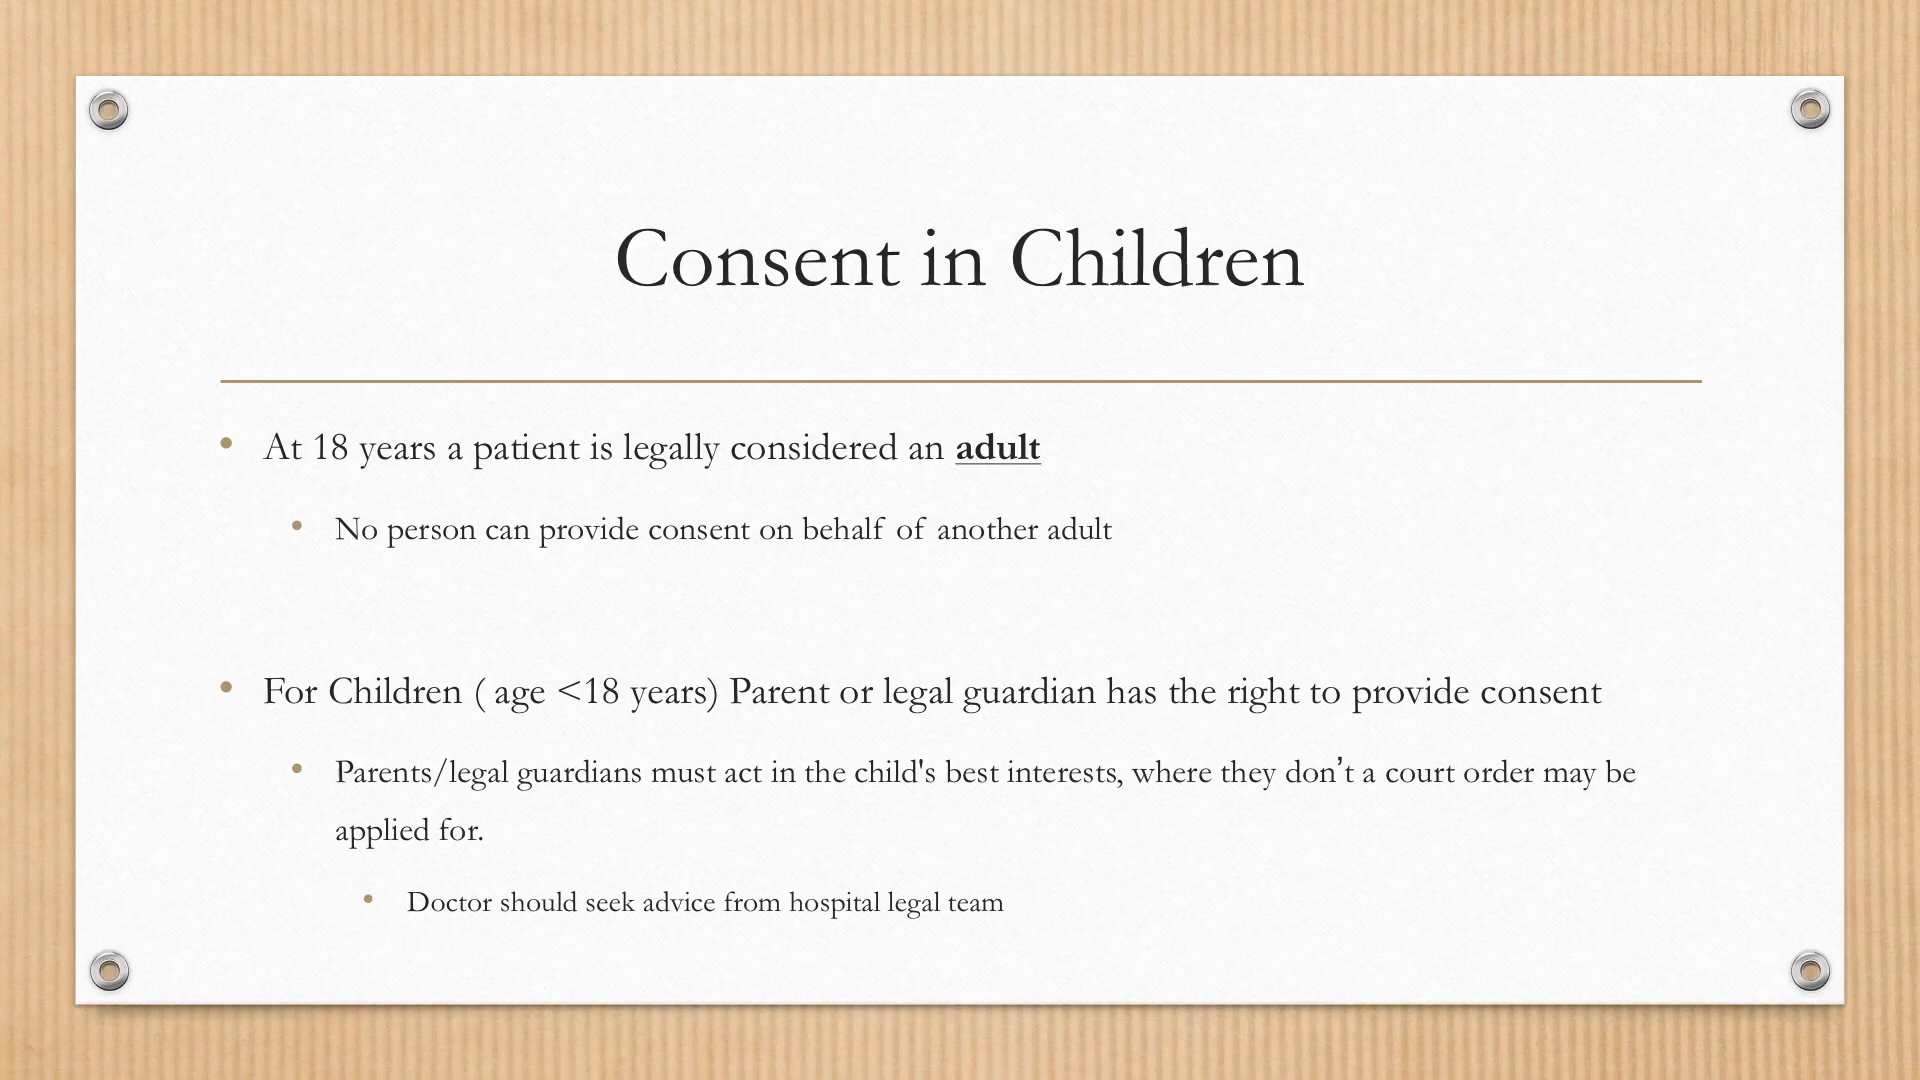 Consent in Children
• At 18 years a patient is legally considered an adult
• No person can provide consent on behalf of another adult
• For Children ( age <18 years) Parent or legal guardian has the right to provide consent
• Parents/legal guardians must act in the child's best interests, where they don’t a court order may be
applied for.
• Doctor should seek advice from hospital legal team